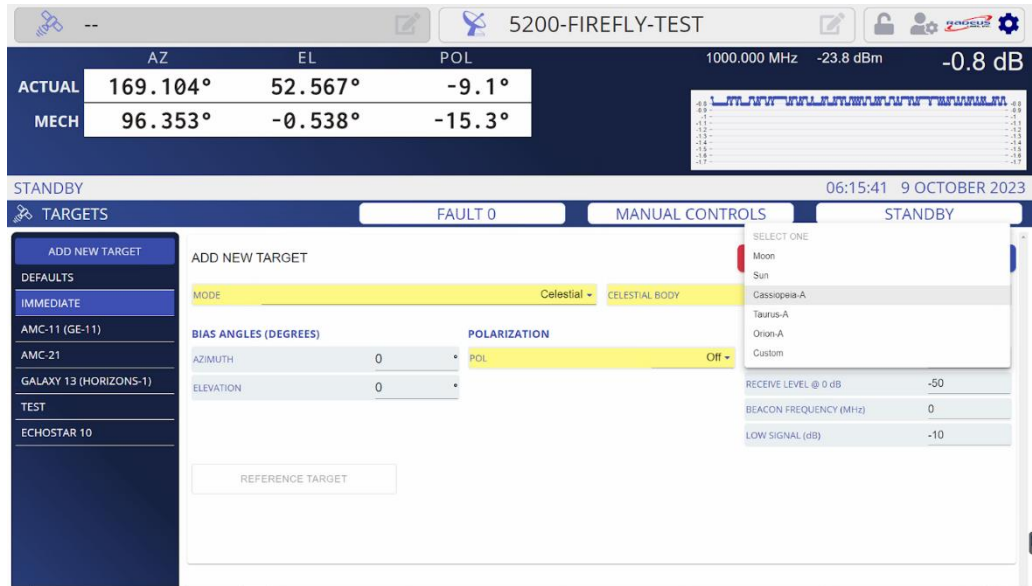 --
5200-FIREFLY-TEST
RADEUS
AZ EL POL
1000.000 MHz -23.8 dBm -0.8 dB
ACTUAL 169.104° 52.567° -9.1°
MECH 96.353° -0.538° -15.3°
STANDBY
06:15:41 9 OCTOBER 2023
TARGETS
FAULT 0
MANUAL CONTROLS
STANDBY
ADD NEW TARGET
DEFAULTS
IMMEDIATE
AMC-11 (GE-11)
AMC-21
GALAXY 13 (HORIZONS-1)
TEST
ECHOSTAR 10
ADD NEW TARGET
MODE Celestial
CELESTIAL BODY
SELECT ONE
Moon
Sun
Cassiopeia-A
Taurus-A
Orion-A
Custom
BIAS ANGLES (DEGREES)
AZIMUTH 0 °
ELEVATION 0 °
POLARIZATION
POL Off
RECEIVE LEVEL @ 0 dB -50
BEACON FREQUENCY (MHz) 0
LOW SIGNAL (dB) -10
REFERENCE TARGET